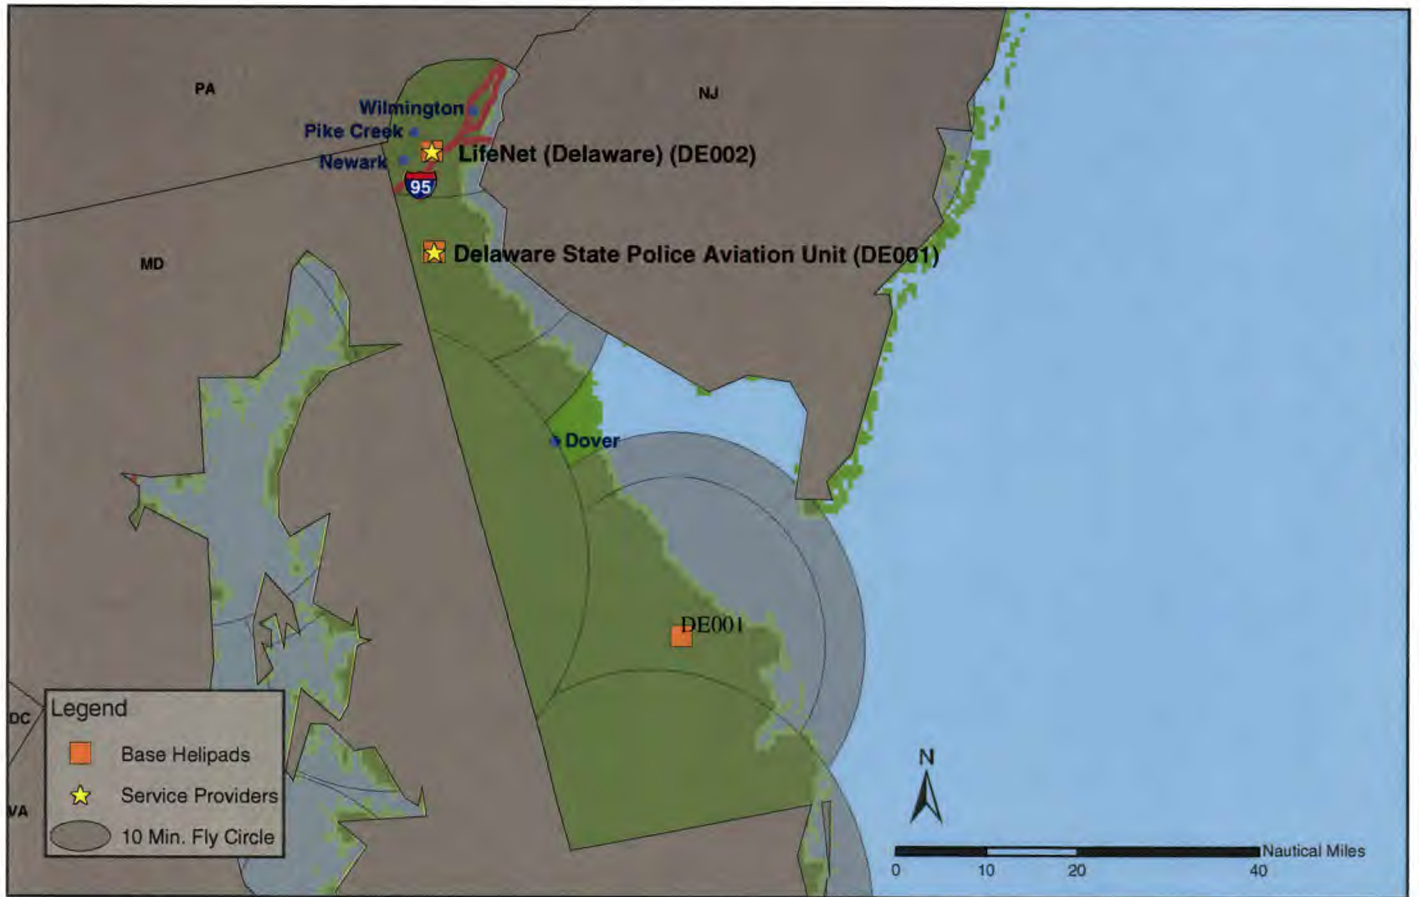 PA
NJ
Wilmington
Pike Creek
Newark
LifeNet (Delaware) (DE002)
95
MD
Delaware State Police Aviation Unit (DE001)
Dover
DE001
DC
VA
Legend
Base Helipads
Service Providers
10 Min. Fly Circle
N
Nautical Miles
0 10 20 40